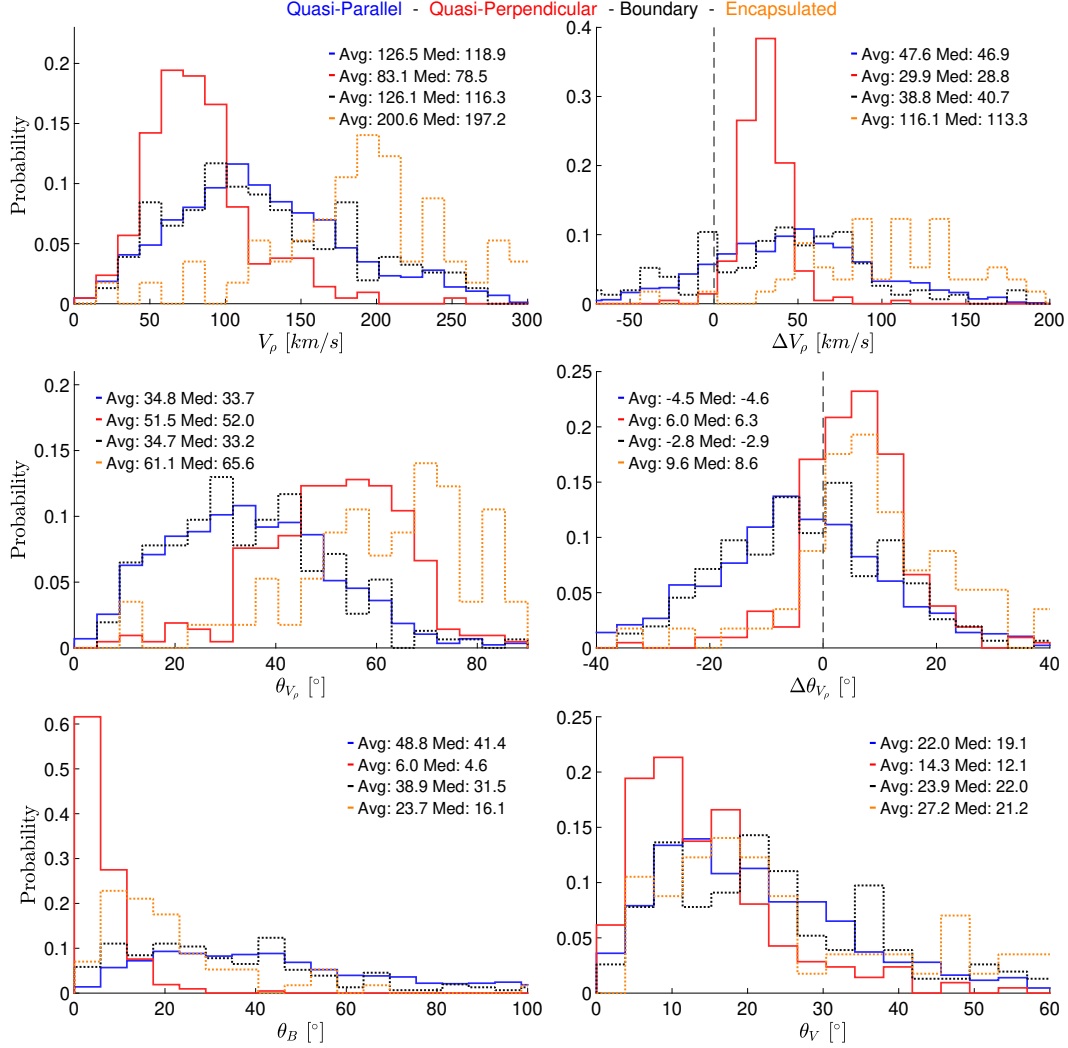 Quasi-Parallel - Quasi-Perpendicular - Boundary - Encapsulated
0.2
0.15
0.1
0.05
0
Probability
Avg: 126.5 Med: 118.9
Avg: 83.1 Med: 78.5
Avg: 126.1 Med: 116.3
Avg: 200.6 Med: 197.2
0 50 100 150 200 250 300
V_ρ [km/s]
0.4
0.3
0.2
0.1
0
Avg: 47.6 Med: 46.9
Avg: 29.9 Med: 28.8
Avg: 38.8 Med: 40.7
Avg: 116.1 Med: 113.3
-50 0 50 100 150 200
ΔV_ρ [km/s]
0.2
0.15
0.1
0.05
0
Probability
Avg: 34.8 Med: 33.7
Avg: 51.5 Med: 52.0
Avg: 34.7 Med: 33.2
Avg: 61.1 Med: 65.6
0 20 40 60 80
θ_{V_ρ} [°]
0.25
0.2
0.15
0.1
0.05
0
Avg: -4.5 Med: -4.6
Avg: 6.0 Med: 6.3
Avg: -2.8 Med: -2.9
Avg: 9.6 Med: 8.6
-40 -20 0 20 40
Δθ_{V_ρ} [°]
0.6
0.5
0.4
0.3
0.2
0.1
0
Probability
Avg: 48.8 Med: 41.4
Avg: 6.0 Med: 4.6
Avg: 38.9 Med: 31.5
Avg: 23.7 Med: 16.1
0 20 40 60 80 100
θ_B [°]
0.25
0.2
0.15
0.1
0.05
0
Avg: 22.0 Med: 19.1
Avg: 14.3 Med: 12.1
Avg: 23.9 Med: 22.0
Avg: 27.2 Med: 21.2
0 10 20 30 40 50 60
θ_V [°]